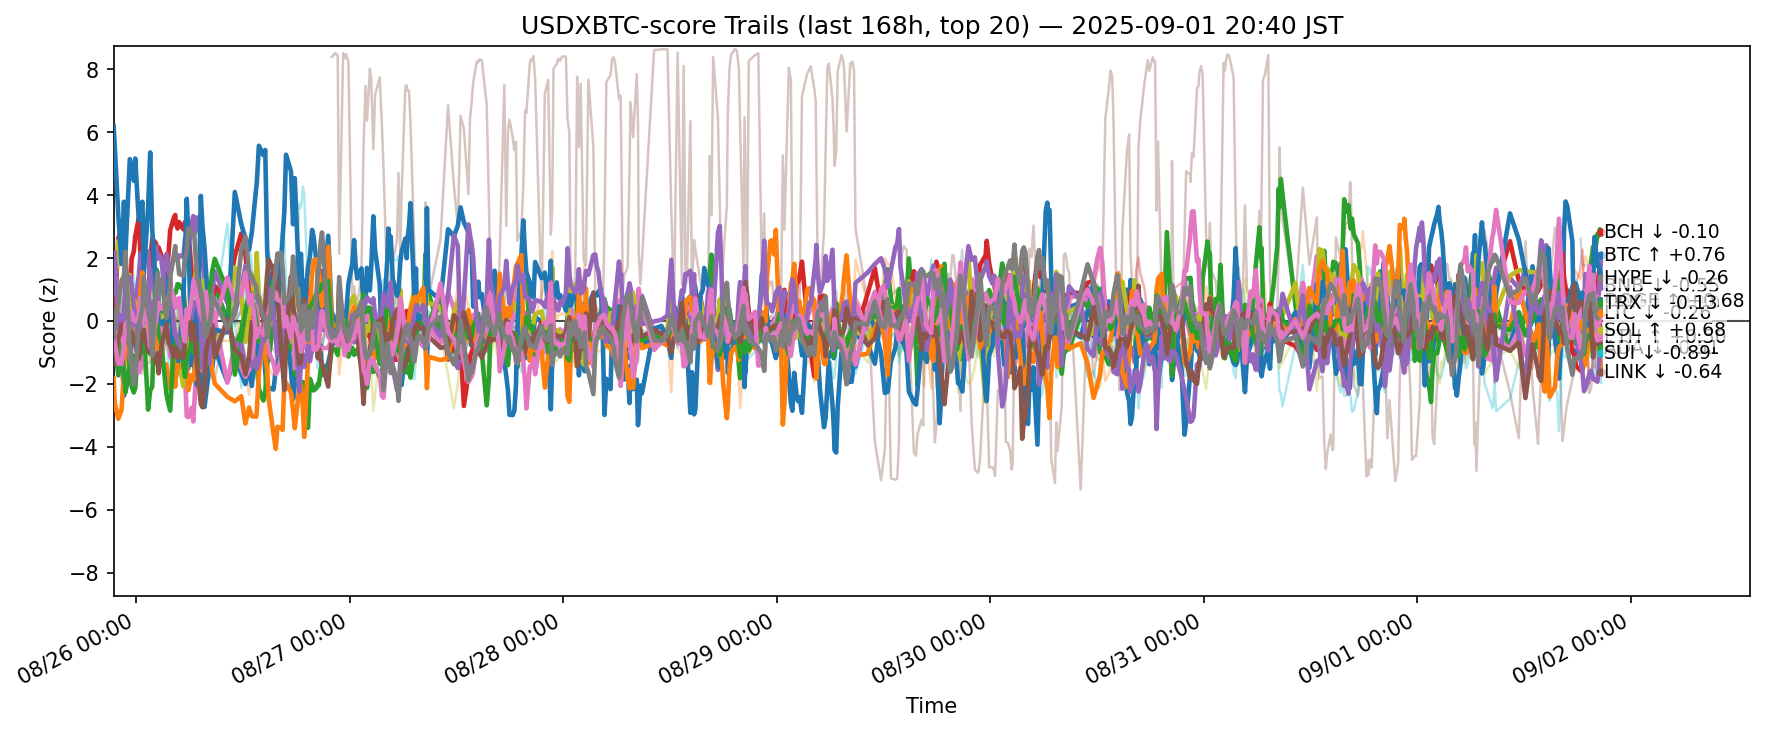 USDXBTC-score Trails (last 168h, top 20) — 2025-09-01 20:40 JST
Score (z)
8
6
4
2
0
−2
−4
−6
−8
BCH ↓ -0.10
BTC ↑ +0.76
HYPE ↓ -0.26
BNB ↓ -0.55
TRX ↓ -0.13
LTC ↓ -0.26
SOL ↑ +0.68
SUI ↓ -0.89
LINK ↓ -0.64
08/26 00:00
08/27 00:00
08/28 00:00
08/29 00:00
08/30 00:00
08/31 00:00
09/01 00:00
09/02 00:00
Time